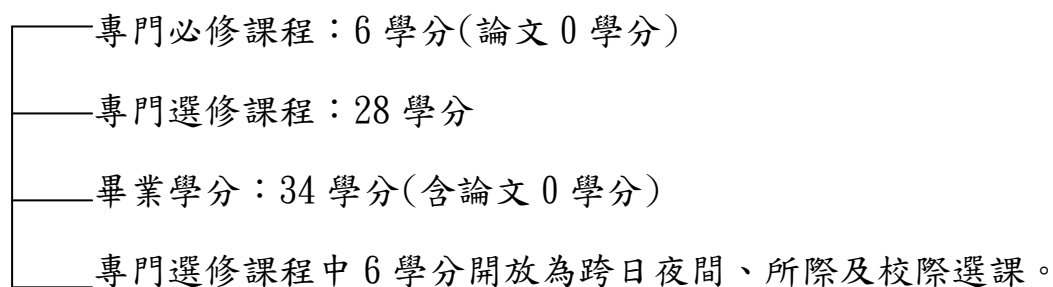 專門必修課程：6 學分(論文 0 學分)
專門選修課程：28 學分
畢業學分：34 學分(含論文 0 學分)
專門選修課程中 6 學分開放為跨日夜間、所際及校際選課。